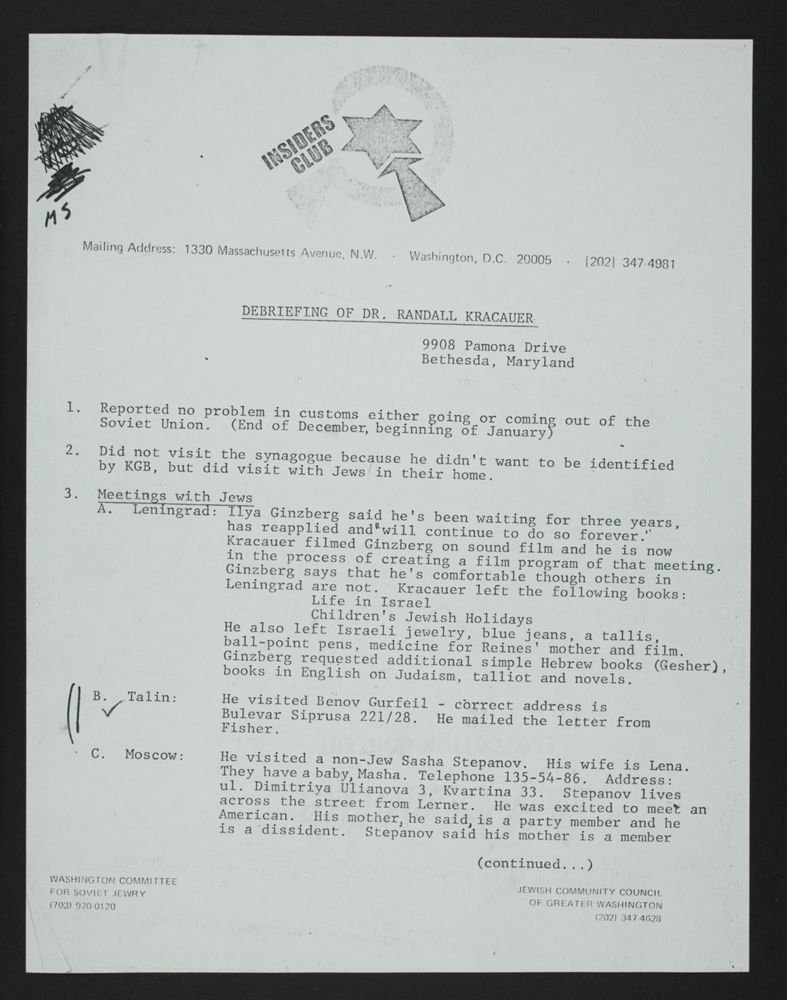 INSIDERS
CLUB
MS
Mailing Address: 1330 Massachusetts Avenue, N.W. · Washington, D.C. 20005 · (202) 347-4981
DEBRIEFING OF DR. RANDALL KRACAUER
9908 Pamona Drive
Bethesda, Maryland
1. Reported no problem in customs either going or coming out of the
Soviet Union. (End of December, beginning of January)
2. Did not visit the synagogue because he didn't want to be identified
by KGB, but did visit with Jews in their home.
3. Meetings with Jews
A. Leningrad: Ilya Ginzberg said he's been waiting for three years,
has reapplied and "will continue to do so forever."
Kracauer filmed Ginzberg on sound film and he is now
in the process of creating a film program of that meeting.
Ginzberg says that he's comfortable though others in
Leningrad are not. Kracauer left the following books:
Life in Israel
Children's Jewish Holidays
He also left Israeli jewelry, blue jeans, a tallis,
ball-point pens, medicine for Reines' mother and film.
Ginzberg requested additional simple Hebrew books (Gesher),
books in English on Judaism, talliot and novels.
B. Talin: He visited Benov Gurfeil - correct address is
Bulevar Siprusa 221/28. He mailed the letter from
Fisher.
C. Moscow: He visited a non-Jew Sasha Stepanov. His wife is Lena.
They have a baby, Masha. Telephone 135-54-86. Address:
ul. Dimitriya Ulianova 3, Kvartina 33. Stepanov lives
across the street from Lerner. He was excited to meet an
American. His mother, he said, is a party member and he
is a dissident. Stepanov said his mother is a member
(continued...)
WASHINGTON COMMITTEE
FOR SOVIET JEWRY
(703) 920-0120
JEWISH COMMUNITY COUNCIL
OF GREATER WASHINGTON
(202) 347-4628